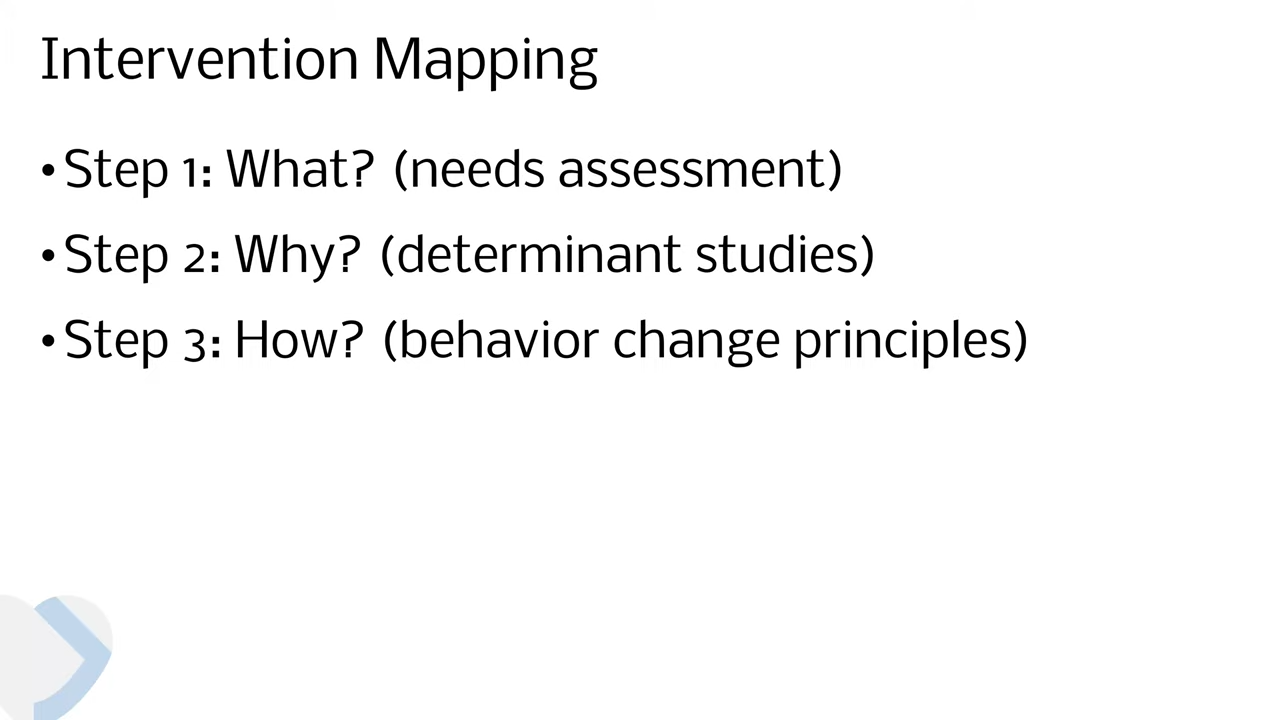 Intervention Mapping
• Step 1: What? (needs assessment)
• Step 2: Why? (determinant studies)
• Step 3: How? (behavior change principles)